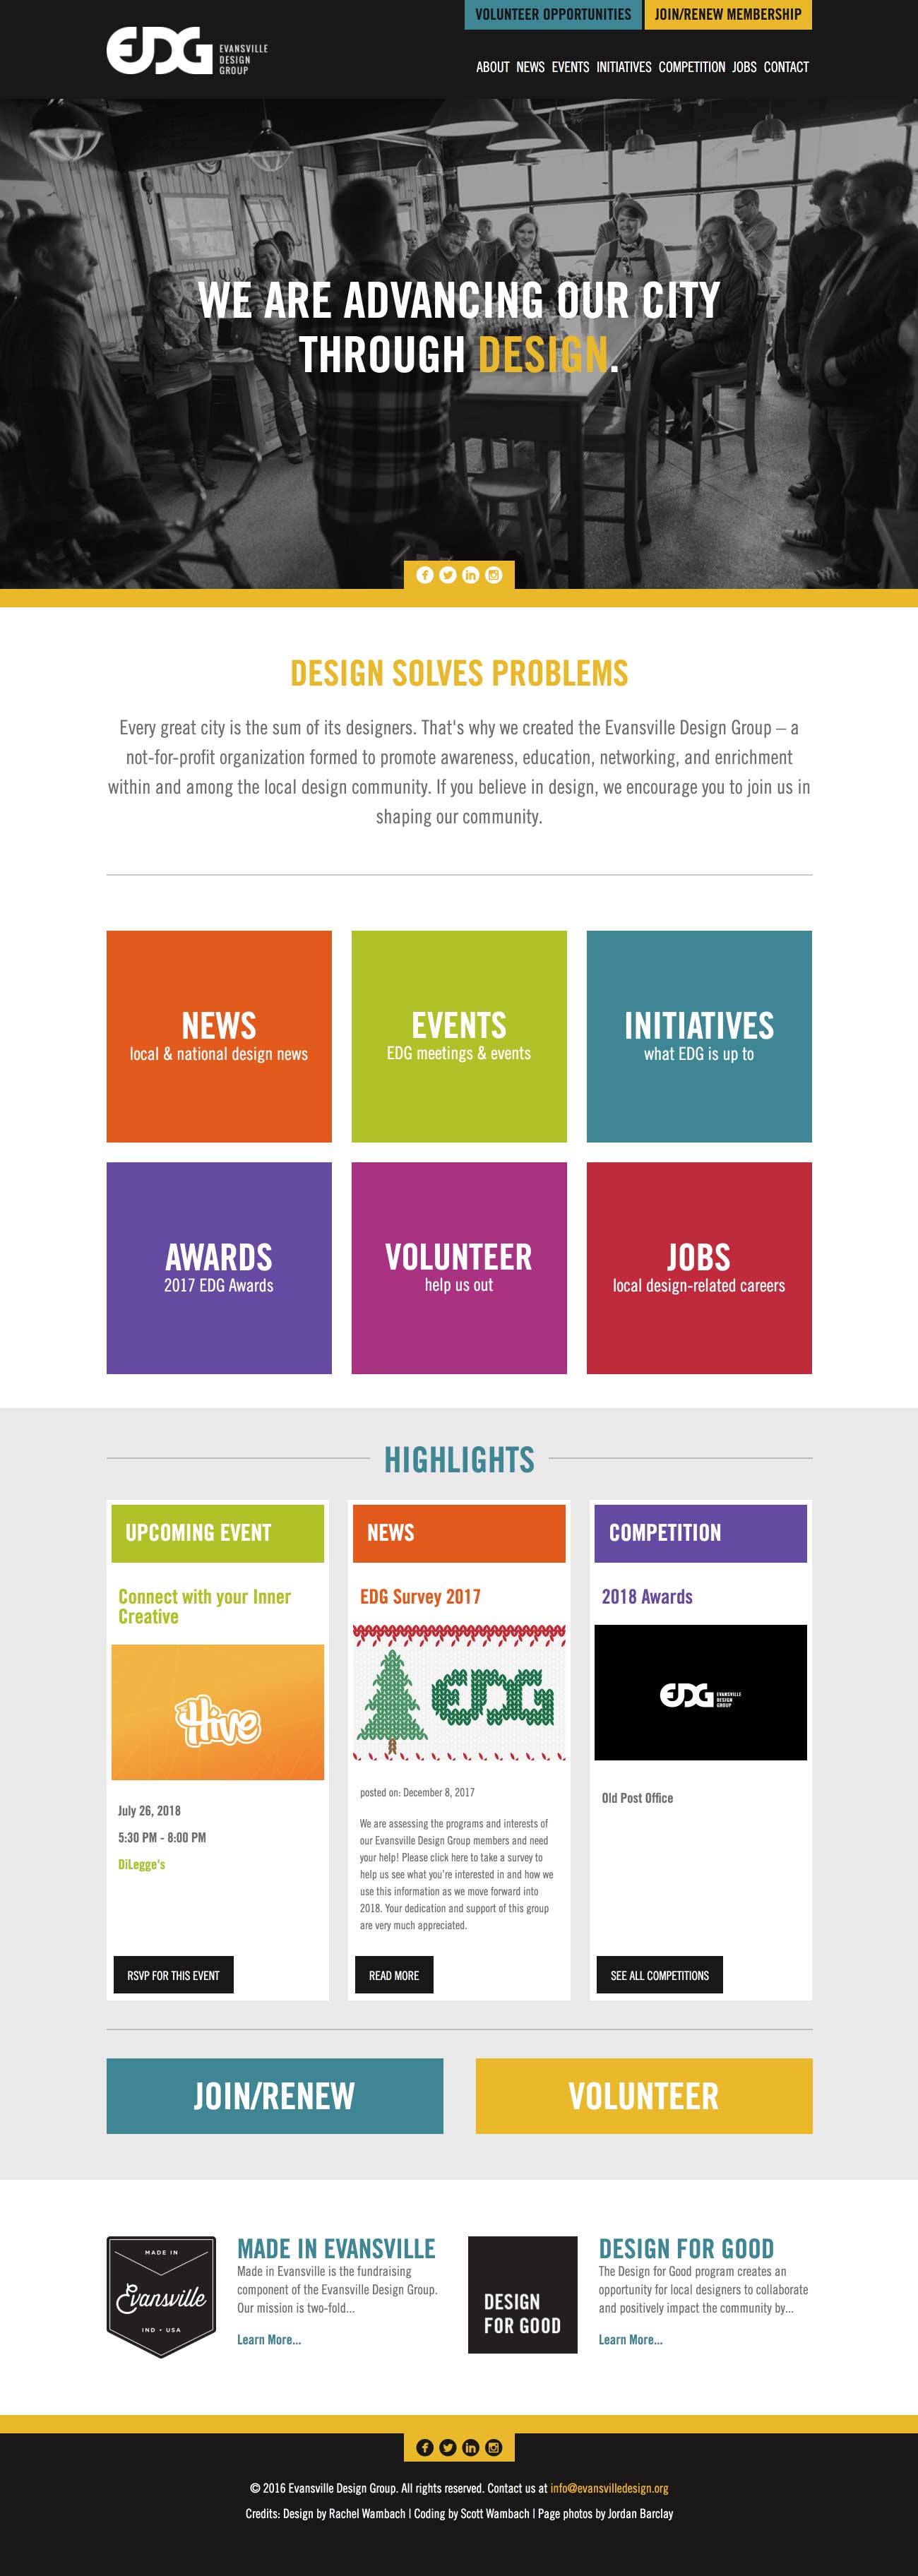 VOLUNTEER OPPORTUNITIES
JOIN/RENEW MEMBERSHIP
EDG EVANSVILLE
DESIGN
GROUP
ABOUT NEWS EVENTS INITIATIVES COMPETITION JOBS CONTACT
WE ARE ADVANCING OUR CITY
THROUGH DESIGN.
DESIGN SOLVES PROBLEMS
Every great city is the sum of its designers. That's why we created the Evansville Design Group – a
not-for-profit organization formed to promote awareness, education, networking, and enrichment
within and among the local design community. If you believe in design, we encourage you to join us in
shaping our community.
NEWS
local & national design news
EVENTS
EDG meetings & events
INITIATIVES
what EDG is up to
AWARDS
2017 EDG Awards
VOLUNTEER
help us out
JOBS
local design-related careers
HIGHLIGHTS
UPCOMING EVENT
Connect with your Inner
Creative
Hive
July 26, 2018
5:30 PM - 8:00 PM
DiLegge's
RSVP FOR THIS EVENT
NEWS
EDG Survey 2017
EDG
posted on: December 8, 2017
We are assessing the programs and interests of
our Evansville Design Group members and need
your help! Please click here to take a survey to
help us see what you're interested in and how we
use this information as we move forward into
2018. Your dedication and support of this group
are very much appreciated.
READ MORE
COMPETITION
2018 Awards
EDG EVANSVILLE
DESIGN
GROUP
Old Post Office
SEE ALL COMPETITIONS
JOIN/RENEW
VOLUNTEER
MADE IN
Evansville
IND • USA
MADE IN EVANSVILLE
Made in Evansville is the fundraising
component of the Evansville Design Group.
Our mission is two-fold...
Learn More...
DESIGN
FOR GOOD
DESIGN FOR GOOD
The Design for Good program creates an
opportunity for local designers to collaborate
and positively impact the community by...
Learn More...
© 2016 Evansville Design Group. All rights reserved. Contact us at info@evansvilledesign.org
Credits: Design by Rachel Wambach | Coding by Scott Wambach | Page photos by Jordan Barclay